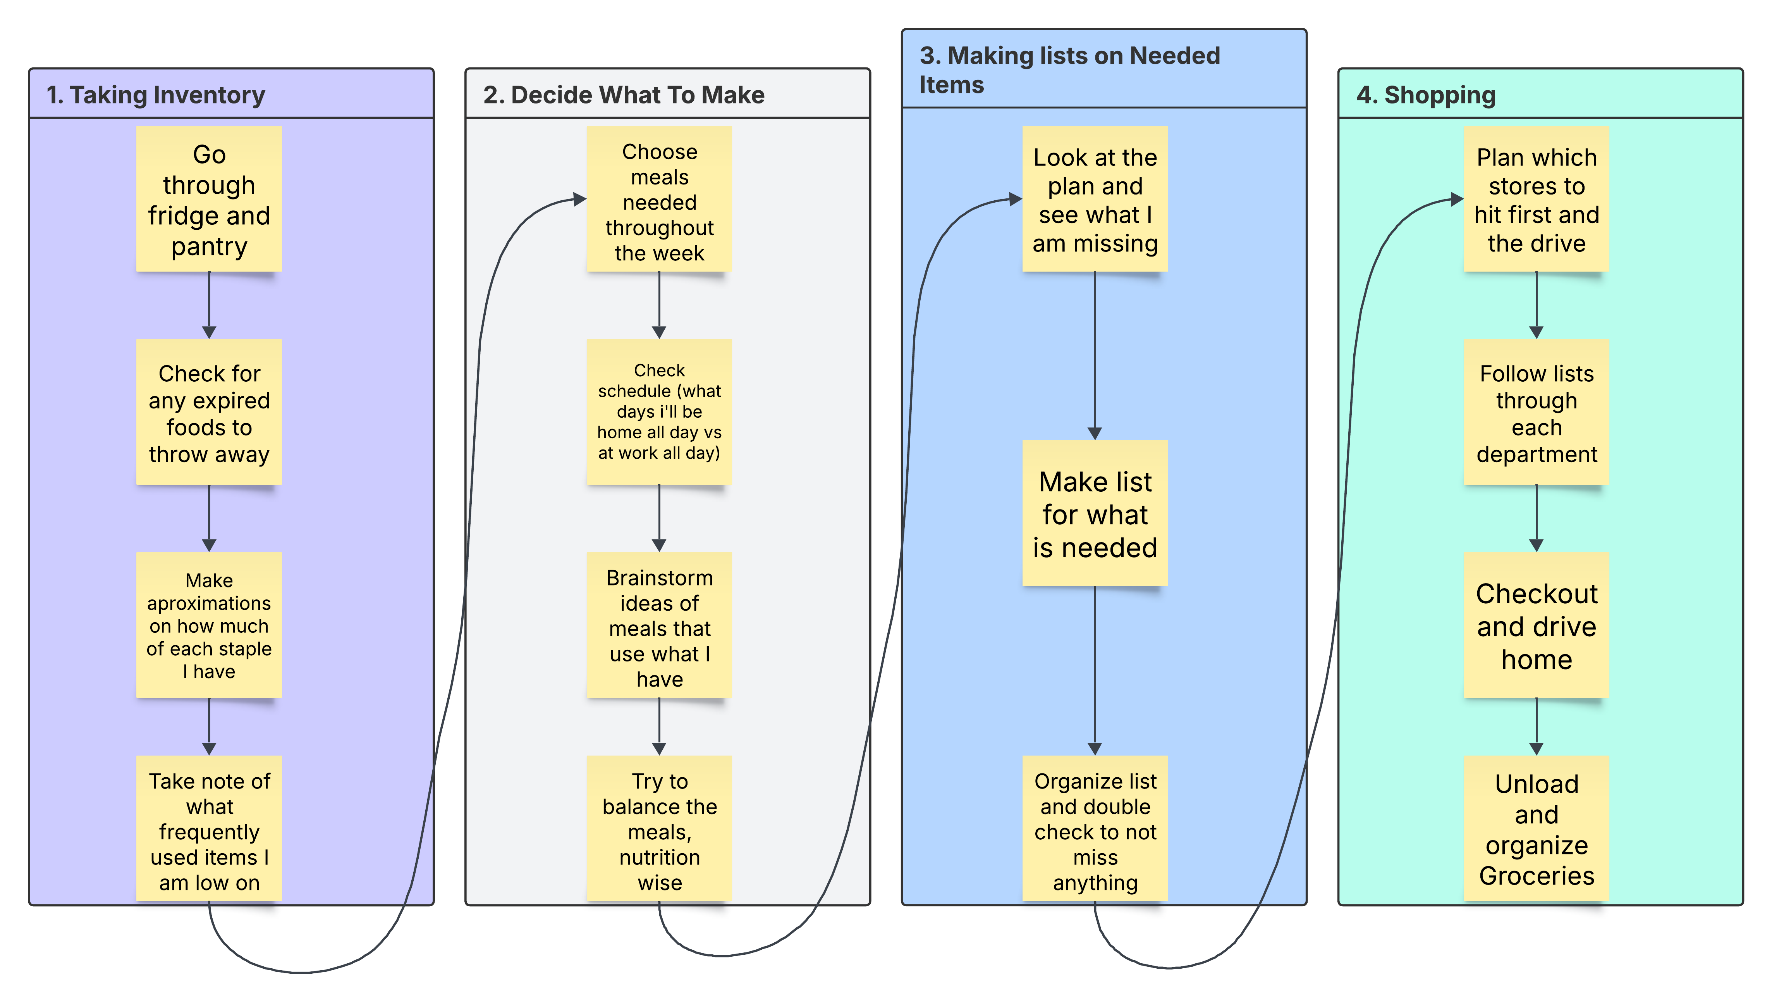 1. Taking Inventory
Go
through
fridge and
pantry
Check for
any expired
foods to
throw away
Make
aproximations
on how much
of each staple
I have
Take note of
what
frequently
used items I
am low on
2. Decide What To Make
Choose
meals
needed
throughout
the week
Check
schedule (what
days i'll be
home all day vs
at work all day)
Brainstorm
ideas of
meals that
use what I
have
Try to
balance the
meals,
nutrition
wise
3. Making lists on Needed
Items
Look at the
plan and
see what I
am missing
Make list
for what
is needed
Organize list
and double
check to not
miss
anything
4. Shopping
Plan which
stores to
hit first and
the drive
Follow lists
through
each
department
Checkout
and drive
home
Unload
and
organize
Groceries